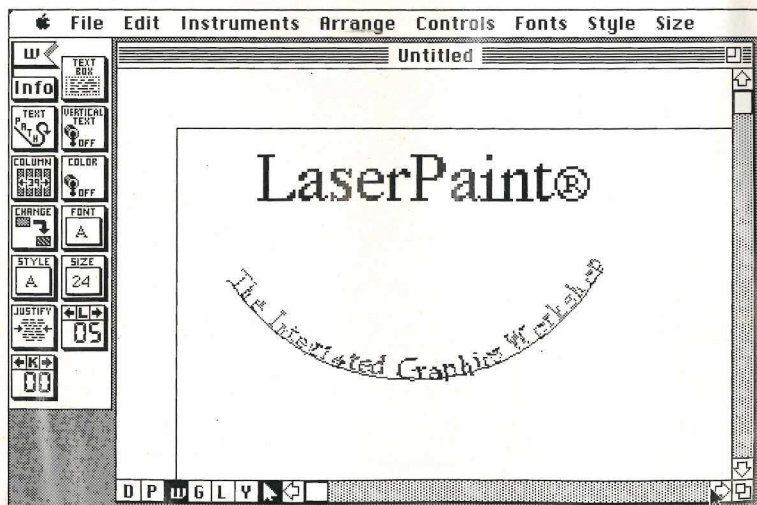 File Edit Instruments Arrange Controls Fonts Style Size
Untitled
W
TEXT BOX
Info
TEXT PATH
VERTICAL TEXT
OFF
COLUMN
39
COLOR
OFF
CHANGE
FONT
A
STYLE
A
SIZE
24
JUSTIFY
L
05
K
00
LaserPaint®
The Graphics Workshop
D P W G L Y